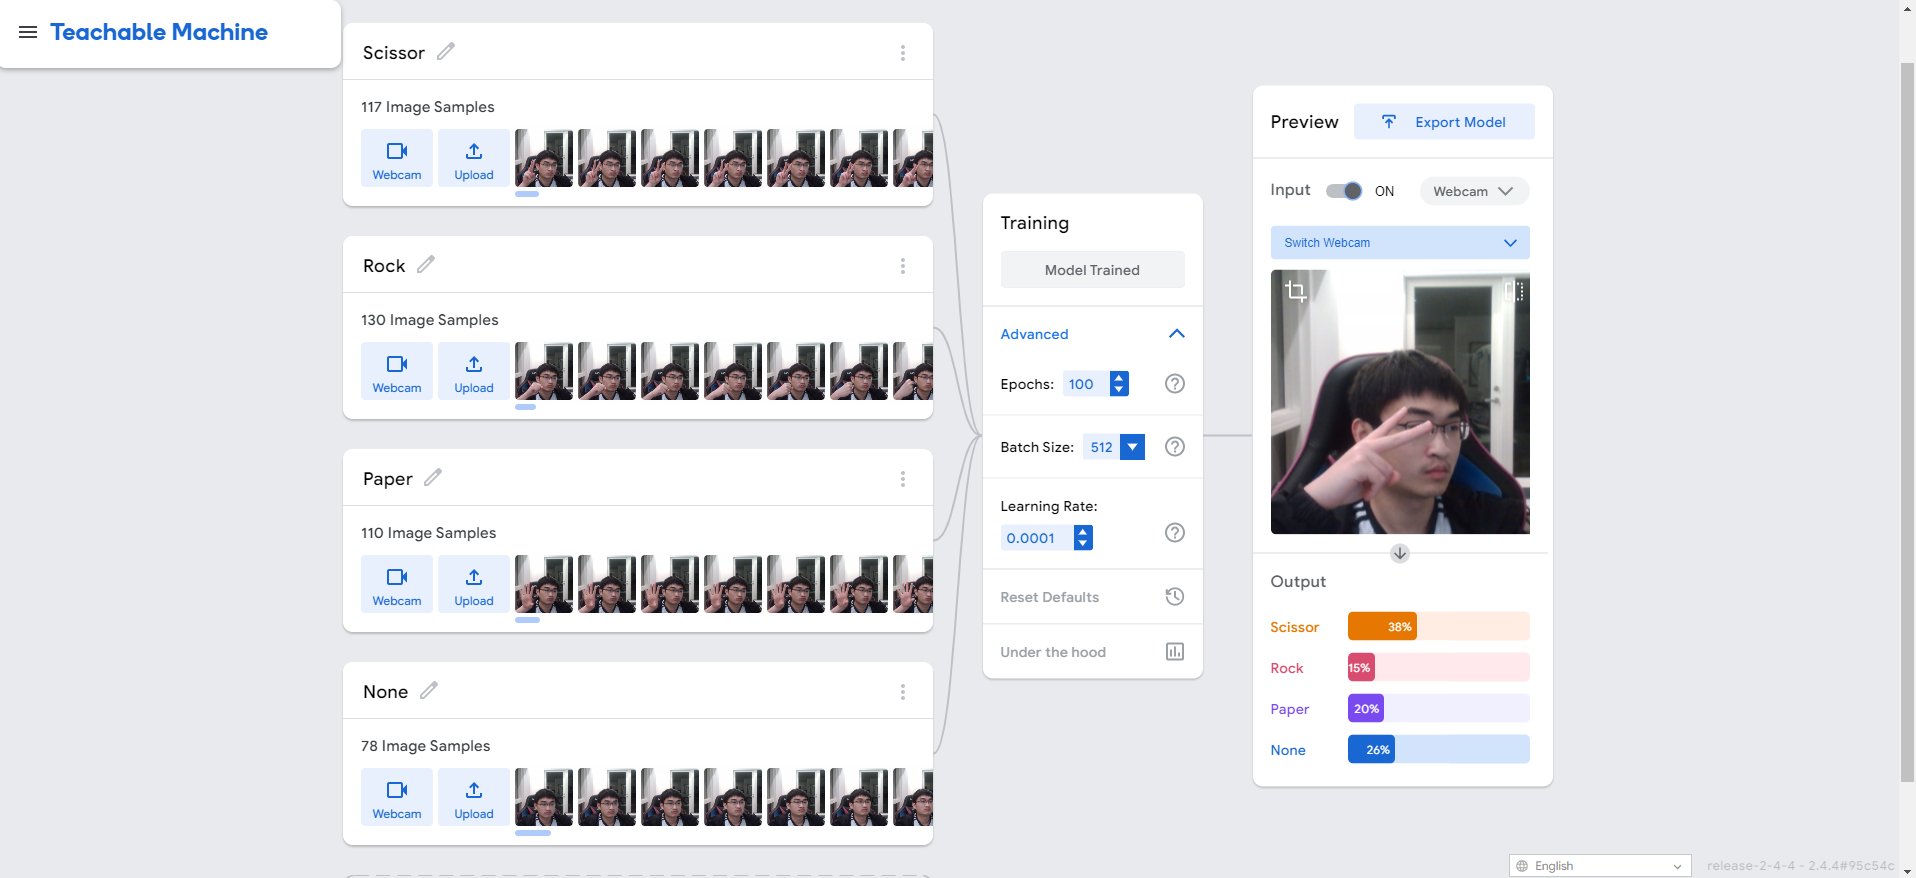 Teachable Machine
Scissor
117 Image Samples
Webcam
Upload
Rock
130 Image Samples
Webcam
Upload
Paper
110 Image Samples
Webcam
Upload
None
78 Image Samples
Webcam
Upload
Training
Model Trained
Advanced
Epochs: 100
Batch Size: 512
Learning Rate:
0.0001
Reset Defaults
Under the hood
Preview
Export Model
Input ON Webcam
Switch Webcam
Output
Scissor 38%
Rock 15%
Paper 20%
None 26%
English
release-2-4-4 - 2.4.4#95c54c